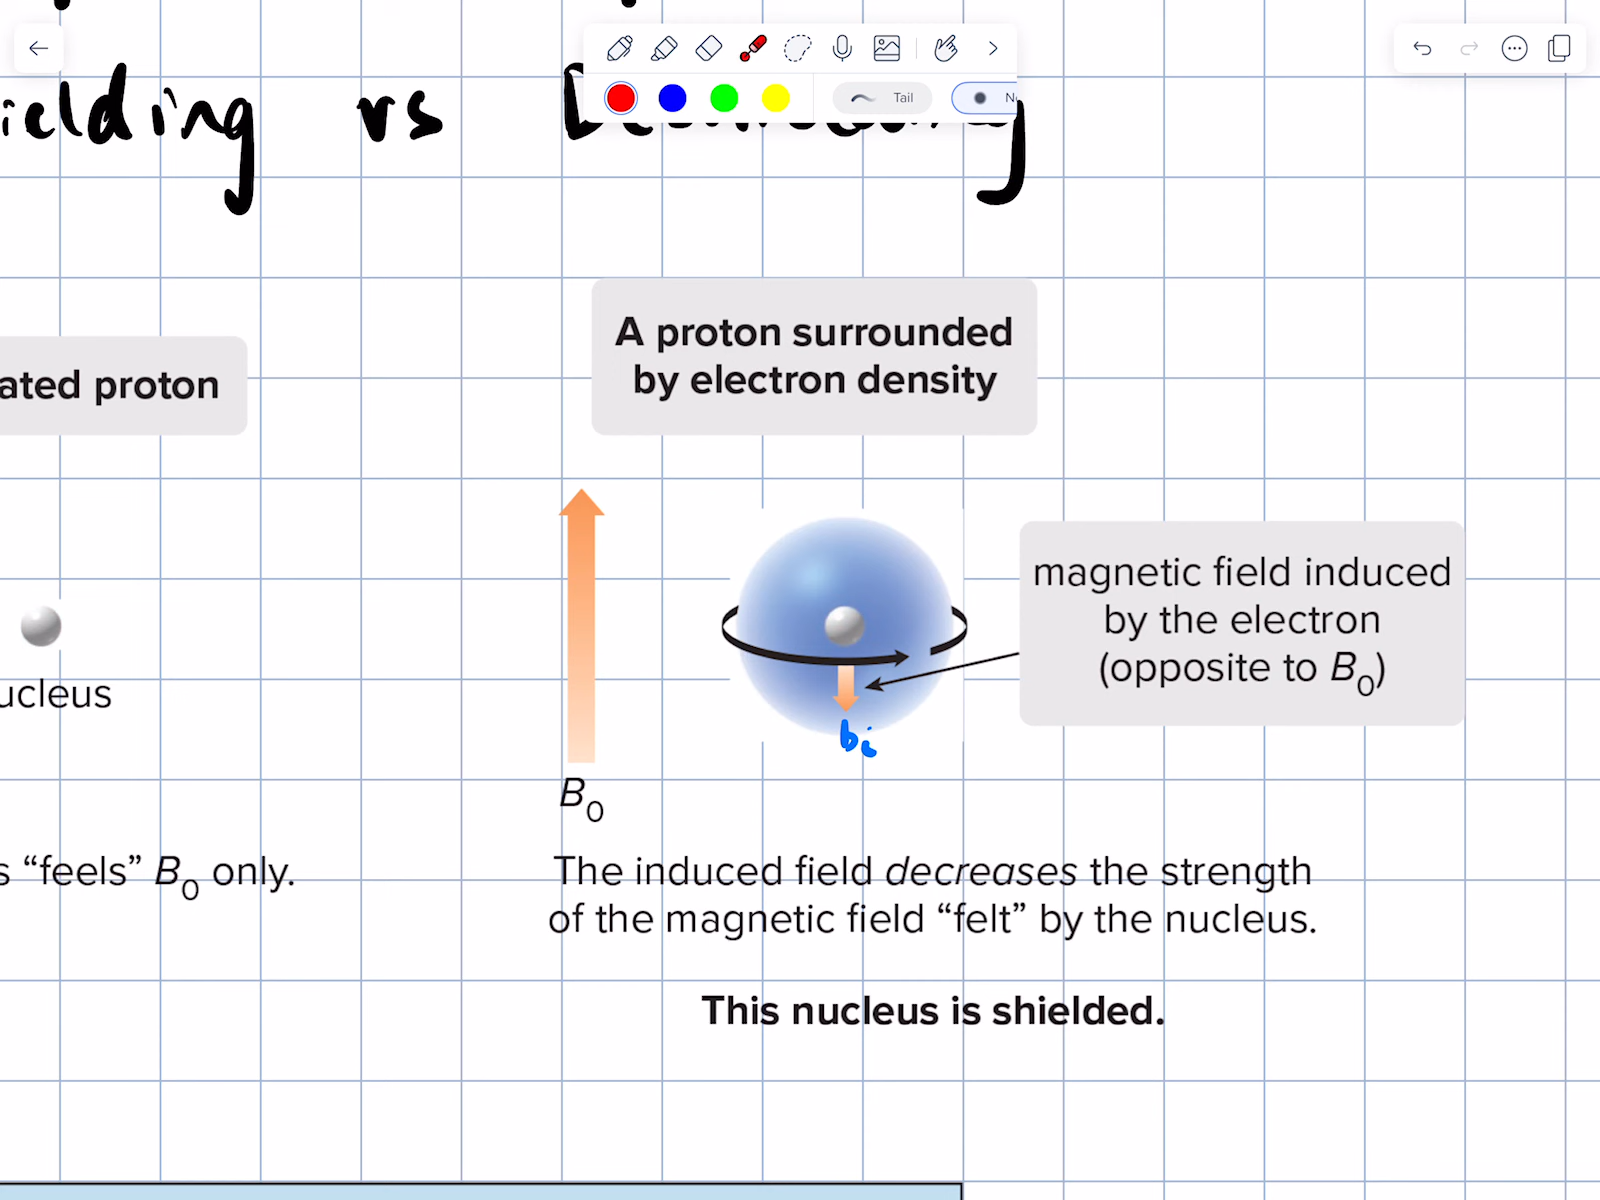 ielding vs
Tail
A proton surrounded
by electron density
ated proton
magnetic field induced
by the electron
(opposite to B0)
ucleus
bi
B0
s “feels” B0 only.
The induced field decreases the strength
of the magnetic field “felt” by the nucleus.
This nucleus is shielded.